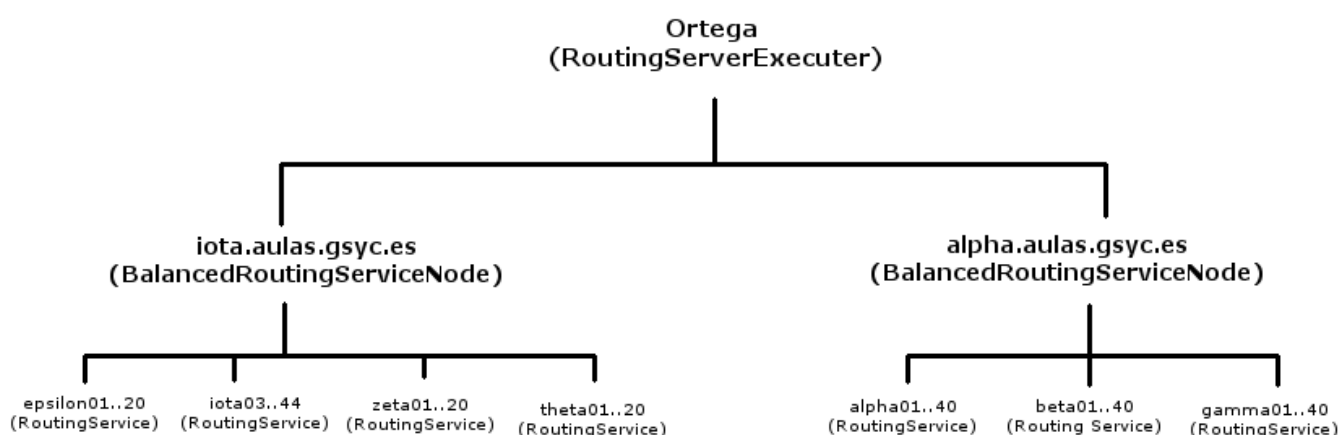 Ortega
(RoutingServerExecuter)
iota.aulas.gsyc.es
(BalancedRoutingServiceNode)
alpha.aulas.gsyc.es
(BalancedRoutingServiceNode)
epsilon01..20
(RoutingService)
iota03..44
(RoutingService)
zeta01..20
(RoutingService)
theta01..20
(RoutingService)
alpha01..40
(RoutingService)
beta01..40
(Routing Service)
gamma01..40
(RoutingService)